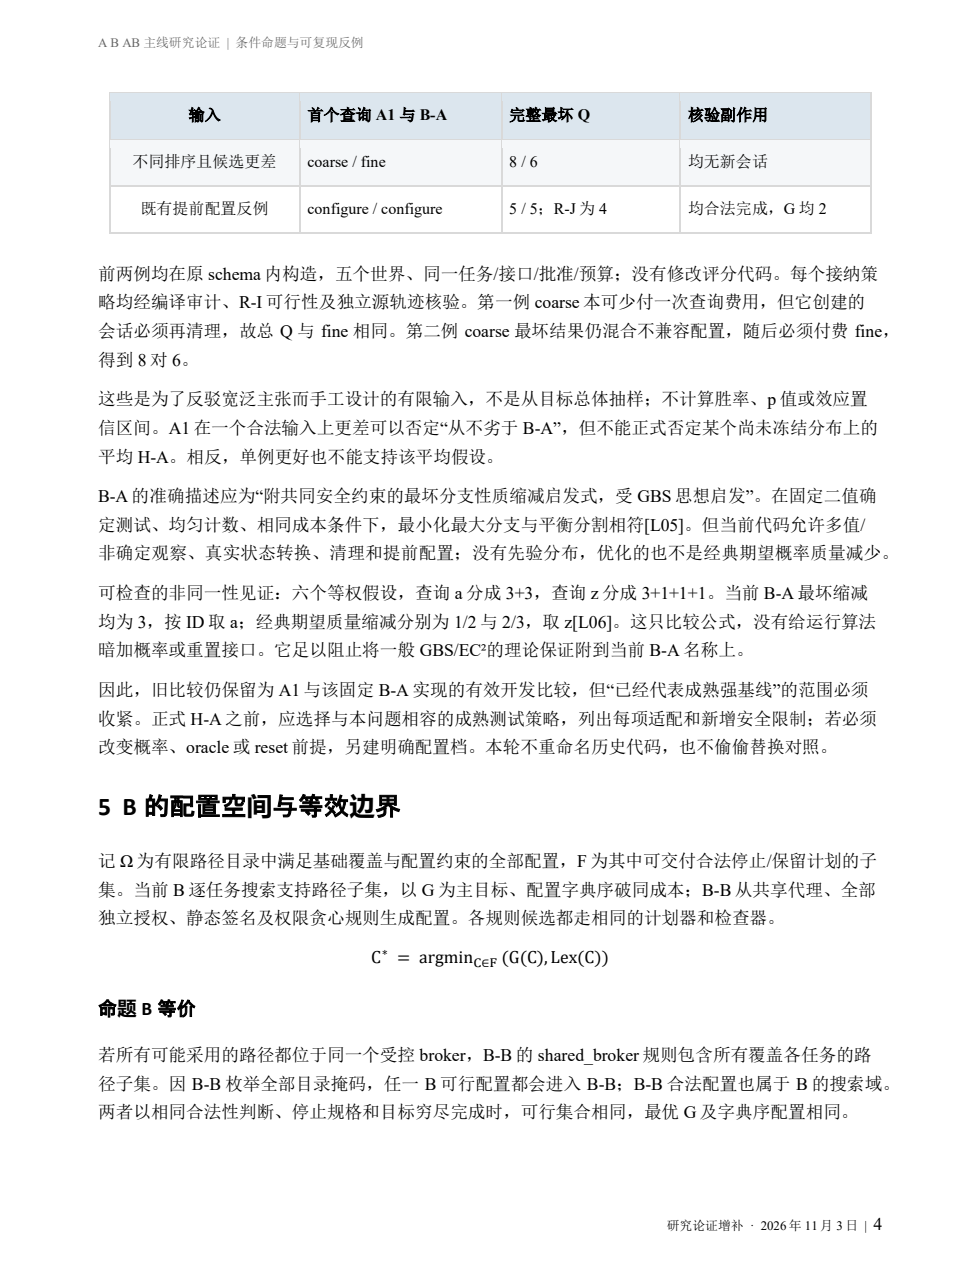 A B AB 主线研究论证 | 条件命题与可复现反例
输入 首个查询 A1 与 B-A 完整最坏 Q 核验副作用
不同排序且候选更差 coarse / fine 8 / 6 均无新会话
既有提前配置反例 configure / configure 5 / 5；R-J 为 4 均合法完成，G 均 2
前两例均在原 schema 内构造，五个世界、同一任务/接口/批准/预算；没有修改评分代码。每个接纳策
略均经编译审计、R-I 可行性及独立源轨迹核验。第一例 coarse 本可少付一次查询费用，但它创建的
会话必须再清理，故总 Q 与 fine 相同。第二例 coarse 最坏结果仍混合不兼容配置，随后必须付费 fine，
得到 8 对 6。
这些是为了反驳宽泛主张而手工设计的有限输入，不是从目标总体抽样；不计算胜率、p 值或效应置
信区间。A1 在一个合法输入上更差可以否定“从不劣于 B-A”，但不能正式否定某个尚未冻结分布上的
平均 H-A。相反，单例更好也不能支持该平均假设。
B-A 的准确描述应为“附共同安全约束的最坏分支性质缩减启发式，受 GBS 思想启发”。在固定二值确
定测试、均匀计数、相同成本条件下，最小化最大分支与平衡分割相符[L05]。但当前代码允许多值/
非确定观察、真实状态转换、清理和提前配置；没有先验分布，优化的也不是经典期望概率质量减少。
可检查的非同一性见证：六个等权假设，查询 a 分成 3+3，查询 z 分成 3+1+1+1。当前 B-A 最坏缩减
均为 3，按 ID 取 a；经典期望质量缩减分别为 1/2 与 2/3，取 z[L06]。这只比较公式，没有给运行算法
暗加概率或重置接口。它足以阻止将一般 GBS/EC²的理论保证附到当前 B-A 名称上。
因此，旧比较仍保留为 A1 与该固定 B-A 实现的有效开发比较，但“已经代表成熟强基线”的范围必须
收紧。正式 H-A 之前，应选择与本问题相容的成熟测试策略，列出每项适配和新增安全限制；若必须
改变概率、oracle 或 reset 前提，另建明确配置档。本轮不重命名历史代码，也不偷偷替换对照。
5 B 的配置空间与等效边界
记 Ω 为有限路径目录中满足基础覆盖与配置约束的全部配置，F 为其中可交付合法停止/保留计划的子
集。当前 B 逐任务搜索支持路径子集，以 G 为主目标、配置字典序破同成本；B-B 从共享代理、全部
独立授权、静态签名及权限贪心规则生成配置。各规则候选都走相同的计划器和检查器。
C* = argmin_{C∈F} (G(C), Lex(C))
命题 B 等价
若所有可能采用的路径都位于同一个受控 broker，B-B 的 shared_broker 规则包含所有覆盖各任务的路
径子集。因 B-B 枚举全部目录掩码，任一 B 可行配置都会进入 B-B；B-B 合法配置也属于 B 的搜索域。
两者以相同合法性判断、停止规格和目标穷尽完成时，可行集合相同，最优 G 及字典序配置相同。
研究论证增补 · 2026 年 11 月 3 日 | 4